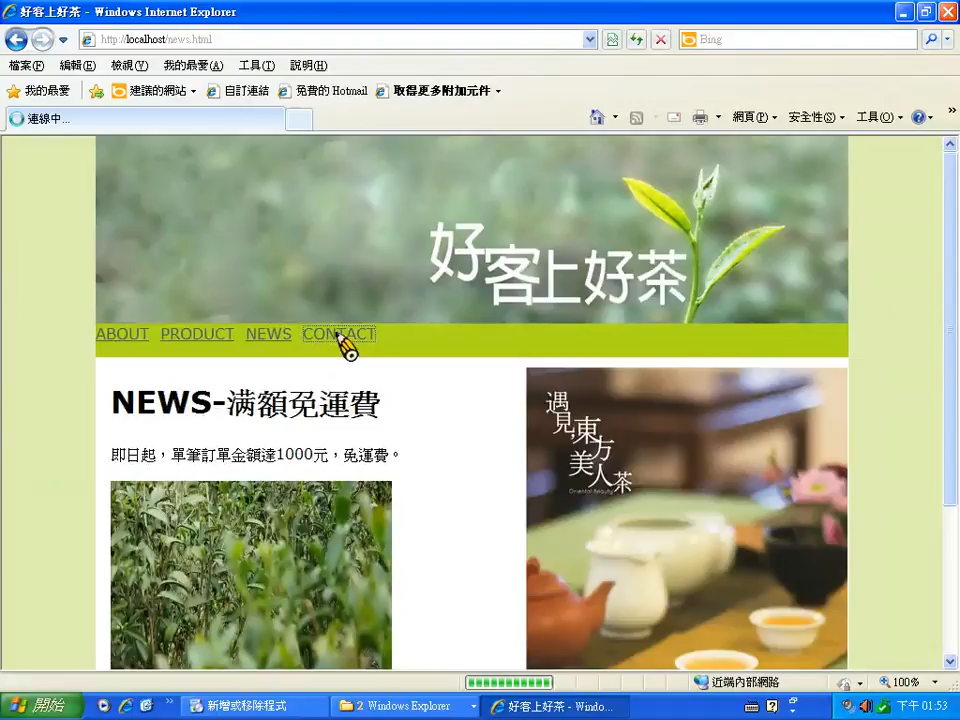 好客上好茶 - Windows Internet Explorer
http://localhost/news.html
Bing
檔案(F) 編輯(E) 檢視(V) 我的最愛(A) 工具(T) 說明(H)
我的最愛 建議的網站 自訂連結 免費的 Hotmail 取得更多附加元件
連線中...
網頁(P) 安全性(S) 工具(O) »
好客上好茶
ABOUT PRODUCT NEWS CONTACT
NEWS-满額免運費
即日起，單筆訂單金額達1000元，免運費。
遇見,東方美人茶
Oriental Beauty
近端內部網路 100%
開始 » 新增或移除程式 2 Windows Explorer 好客上好茶 - Windo... 下午 01:53